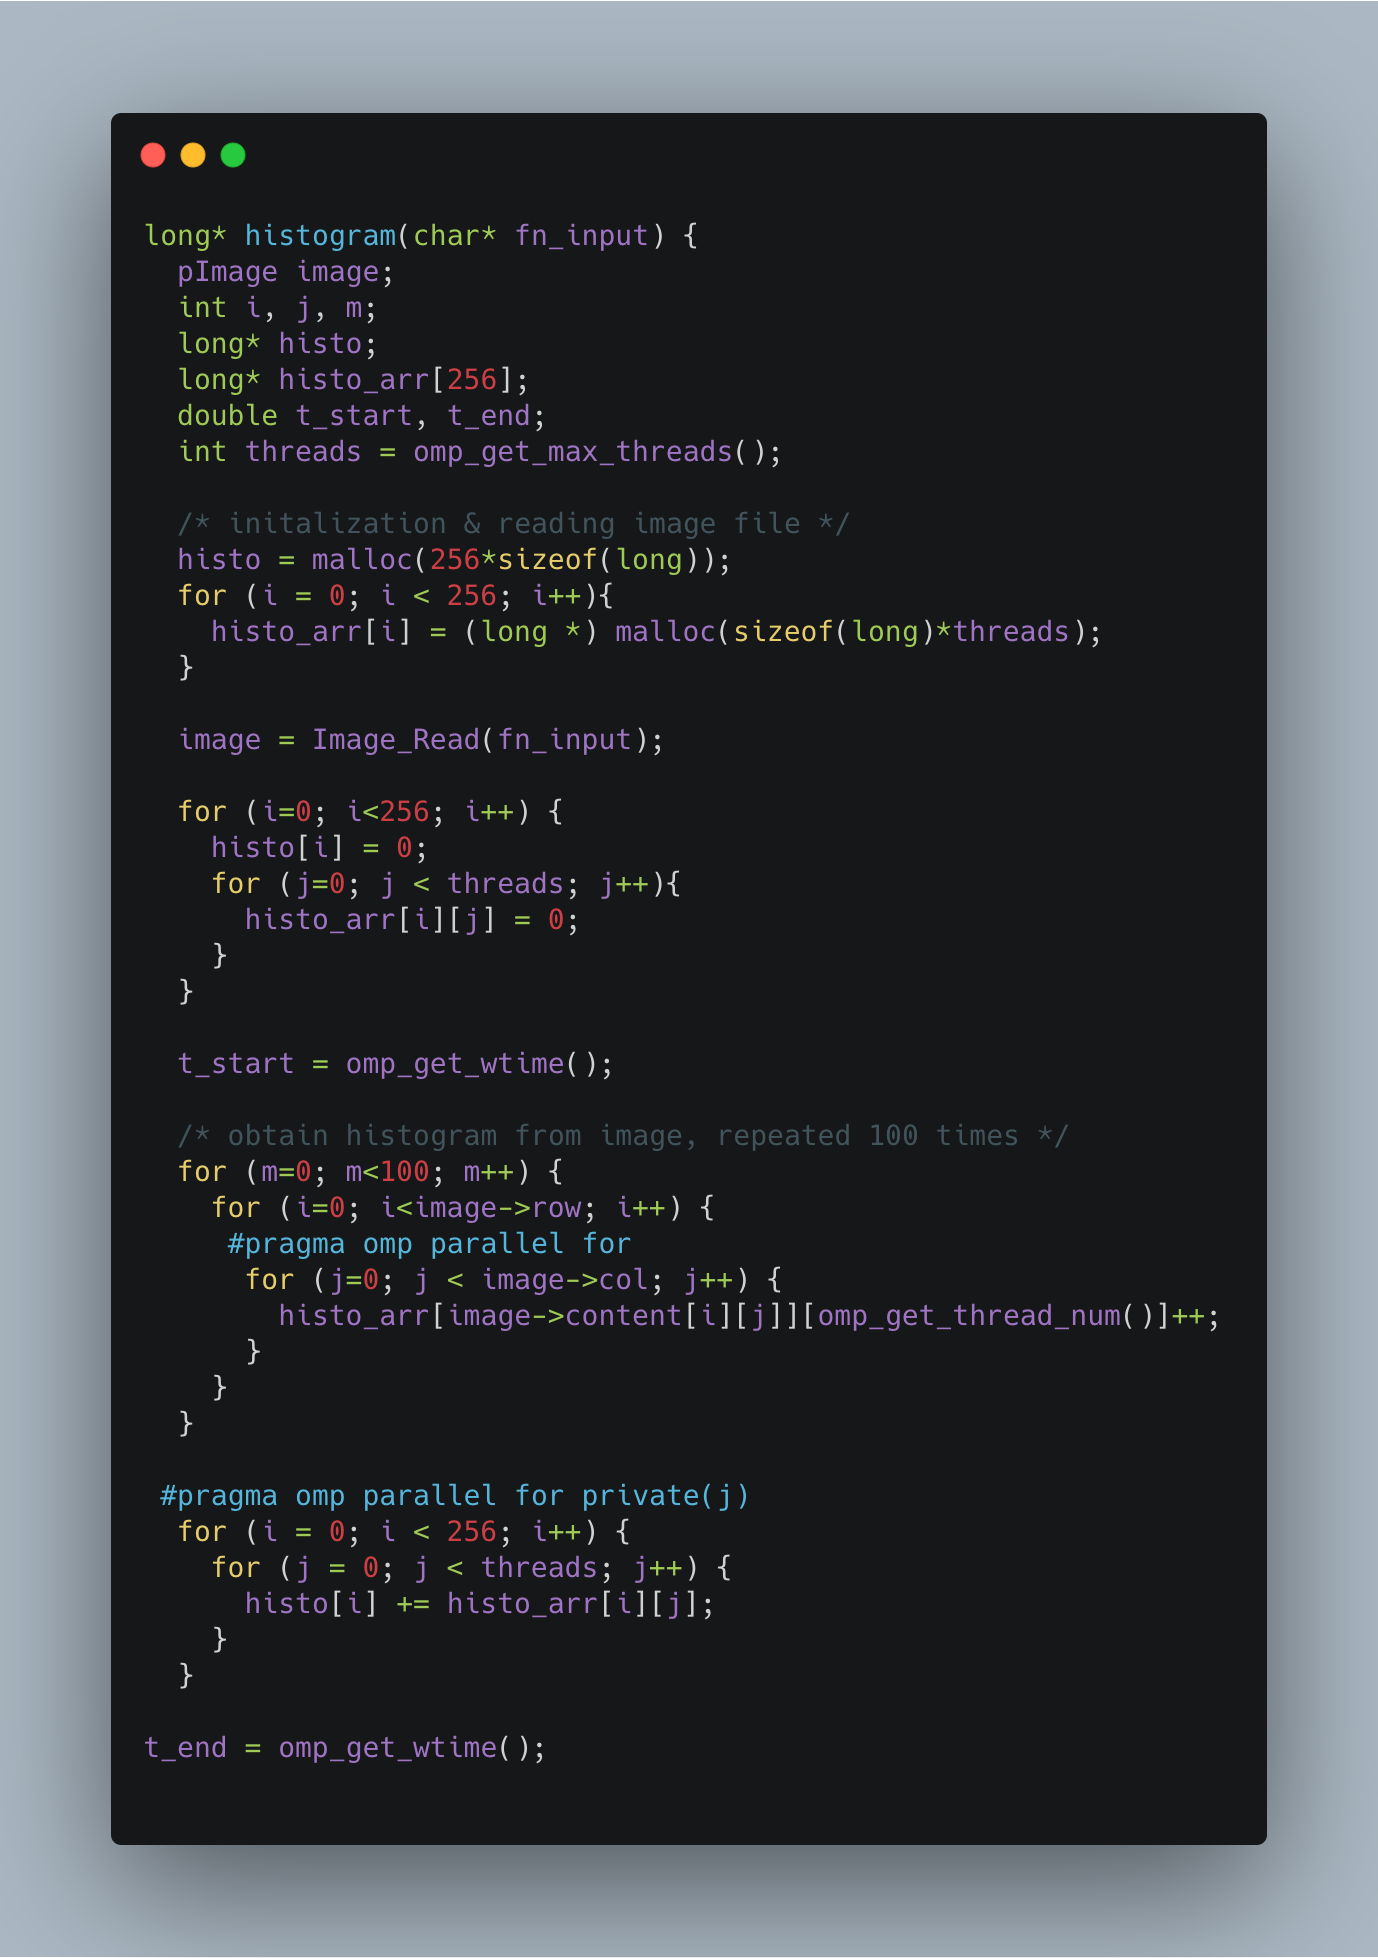 long* histogram(char* fn_input) {
  pImage image;
  int i, j, m;
  long* histo;
  long* histo_arr[256];
  double t_start, t_end;
  int threads = omp_get_max_threads();

  /* initalization & reading image file */
  histo = malloc(256*sizeof(long));
  for (i = 0; i < 256; i++){
    histo_arr[i] = (long *) malloc(sizeof(long)*threads);
  }

  image = Image_Read(fn_input);

  for (i=0; i<256; i++) {
    histo[i] = 0;
    for (j=0; j < threads; j++){
      histo_arr[i][j] = 0;
    }
  }

  t_start = omp_get_wtime();

  /* obtain histogram from image, repeated 100 times */
  for (m=0; m<100; m++) {
    for (i=0; i<image->row; i++) {
     #pragma omp parallel for
      for (j=0; j < image->col; j++) {
        histo_arr[image->content[i][j]][omp_get_thread_num()]++;
      }
    }
  }

 #pragma omp parallel for private(j)
  for (i = 0; i < 256; i++) {
    for (j = 0; j < threads; j++) {
      histo[i] += histo_arr[i][j];
    }
  }

t_end = omp_get_wtime();